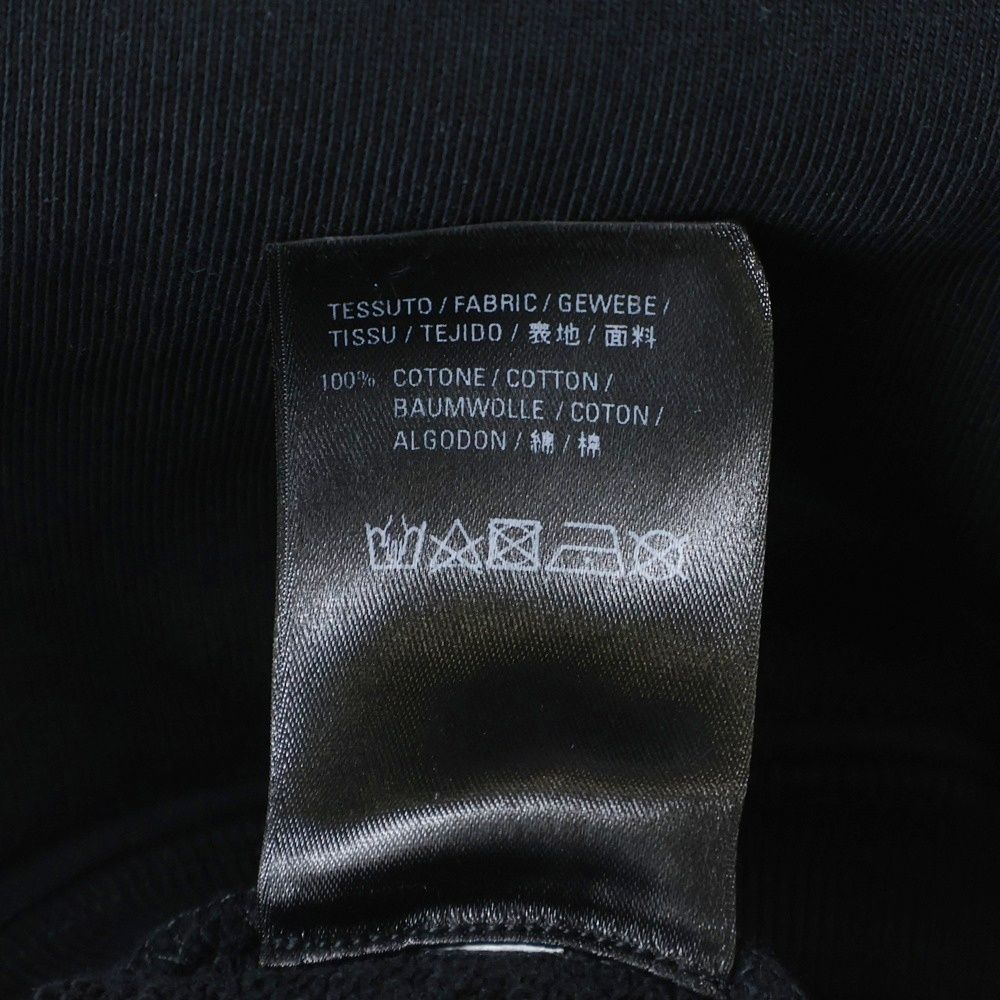 TESSUTO / FABRIC / GEWEBE /
TISSU / TEJIDO / 表地 / 面料
100% COTONE / COTTON /
BAUMWOLLE / COTON /
ALGODON / 綿 / 棉